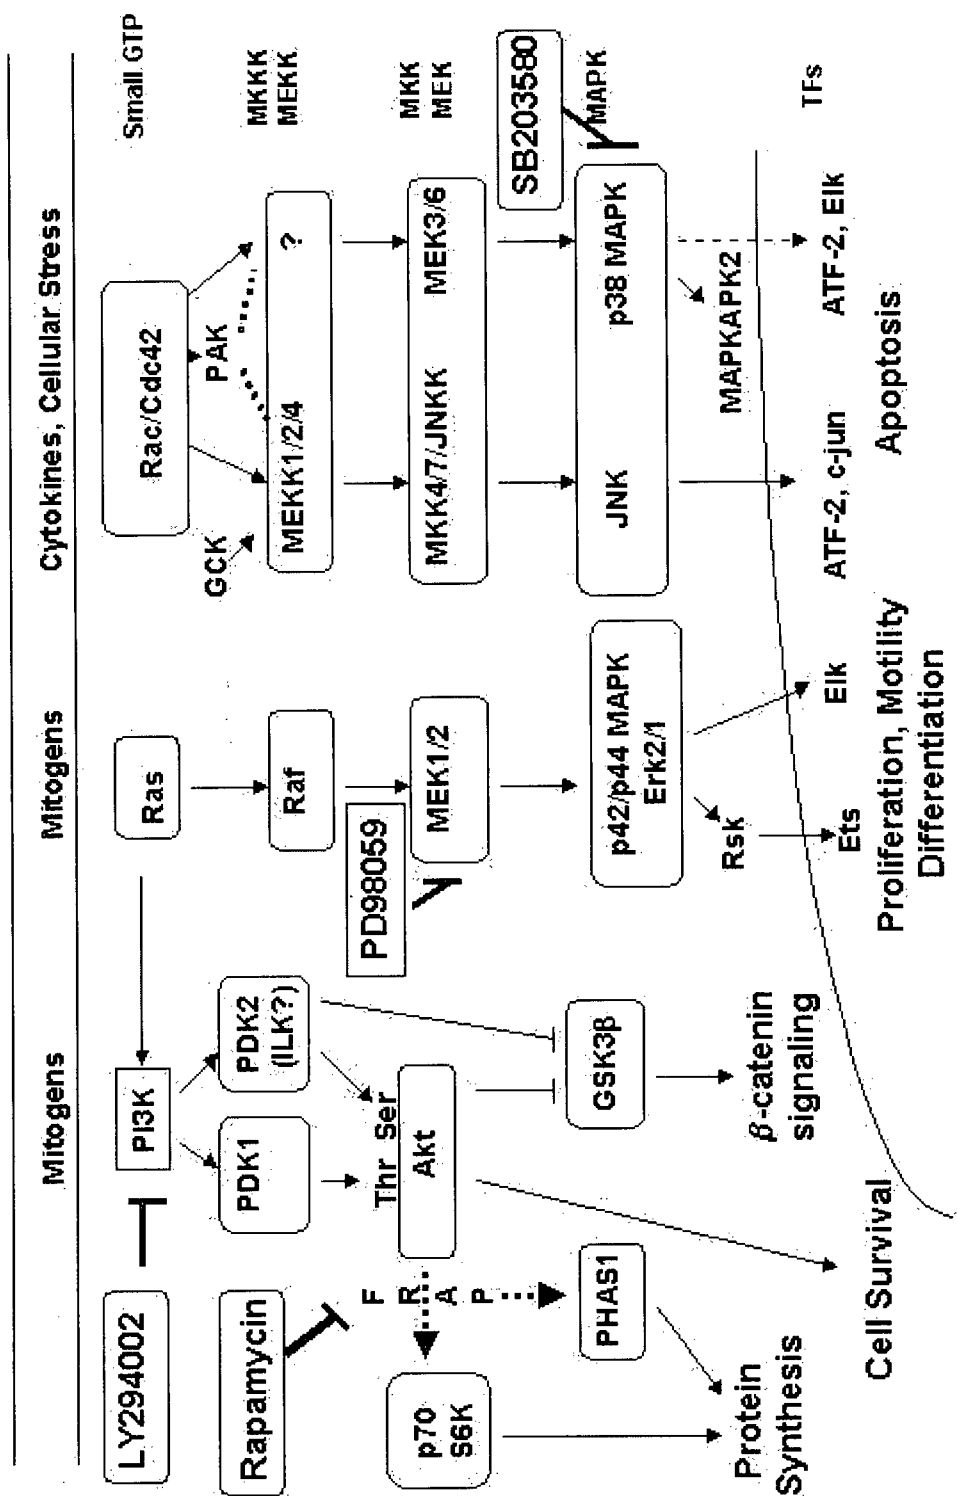 Mitogens
Mitogens
Cytokines, Cellular Stress
LY294002
PI3K
Ras
Rac/Cdc42
Small GTP
Rapamycin
PDK1
PDK2
(ILK?)
Raf
GCK
PAK
MEKK1/2/4
?
MKKK
MEKK
F
R
A
P
Thr Ser
Akt
PD98059
MEK1/2
MKK4/7/JNKK
MEK3/6
MKK
MEK
p70
S6K
PHAS1
GSK3β
p42/p44 MAPK
Erk2/1
JNK
p38 MAPK
SB203580
MAPK
Rsk
MAPKAPK2
Protein
Synthesis
Cell Survival
β-catenin
signaling
Ets
Elk
ATF-2, c-jun
ATF-2, Elk
TFs
Proliferation, Motility
Differentiation
Apoptosis